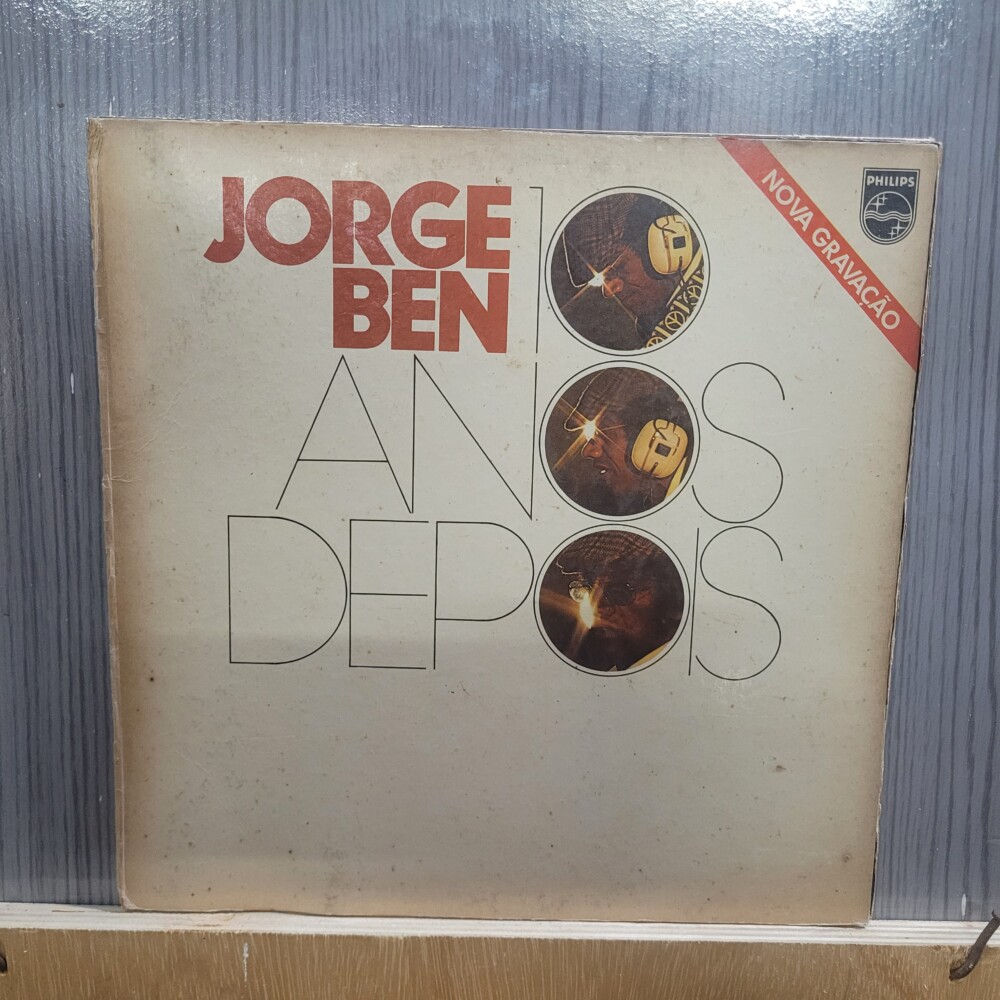 JORGE
BEN
10
ANOS
DEPOIS
NOVA GRAVAÇÃO
PHILIPS